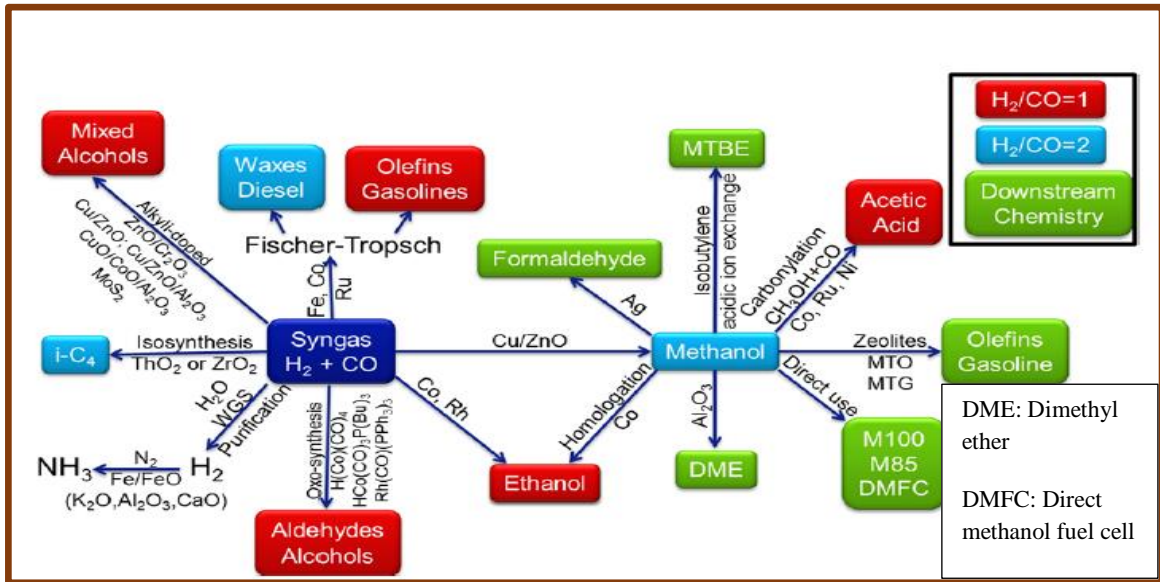 H₂/CO=1
H₂/CO=2
Downstream
Chemistry
Mixed
Alcohols
Waxes
Diesel
Olefins
Gasolines
MTBE
Acetic
Acid
Alkyli-doped
ZnO/Cr₂O₃
Cu/ZnO; Cu/ZnO/Al₂O₃
CuO/CoO/Al₂O₃
MoS₂
Fischer-Tropsch
Fe, Co,
Ru
Formaldehyde
Ag
Isobutylene
acidic ion exchange
Carbonylation
CH₃OH+CO
Co, Ru, Ni
i-C₄
Isosynthesis
ThO₂ or ZrO₂
Syngas
H₂ + CO
Cu/ZnO
Methanol
Zeolites
MTO
MTG
Olefins
Gasoline
H₂O
WGS
Purification
Oxo-synthesis
H(Co)(CO)₄
HCo(CO)₃P(Bu)₃
Rh(CO)(PPh₃)₃
Co, Rh
Homologation
Co
Al₂O₃
Direct use
M100
M85
DMFC
NH₃
N₂
Fe/FeO
H₂
(K₂O,Al₂O₃,CaO)
Ethanol
DME
Aldehydes
Alcohols
DME: Dimethyl
ether
DMFC: Direct
methanol fuel cell